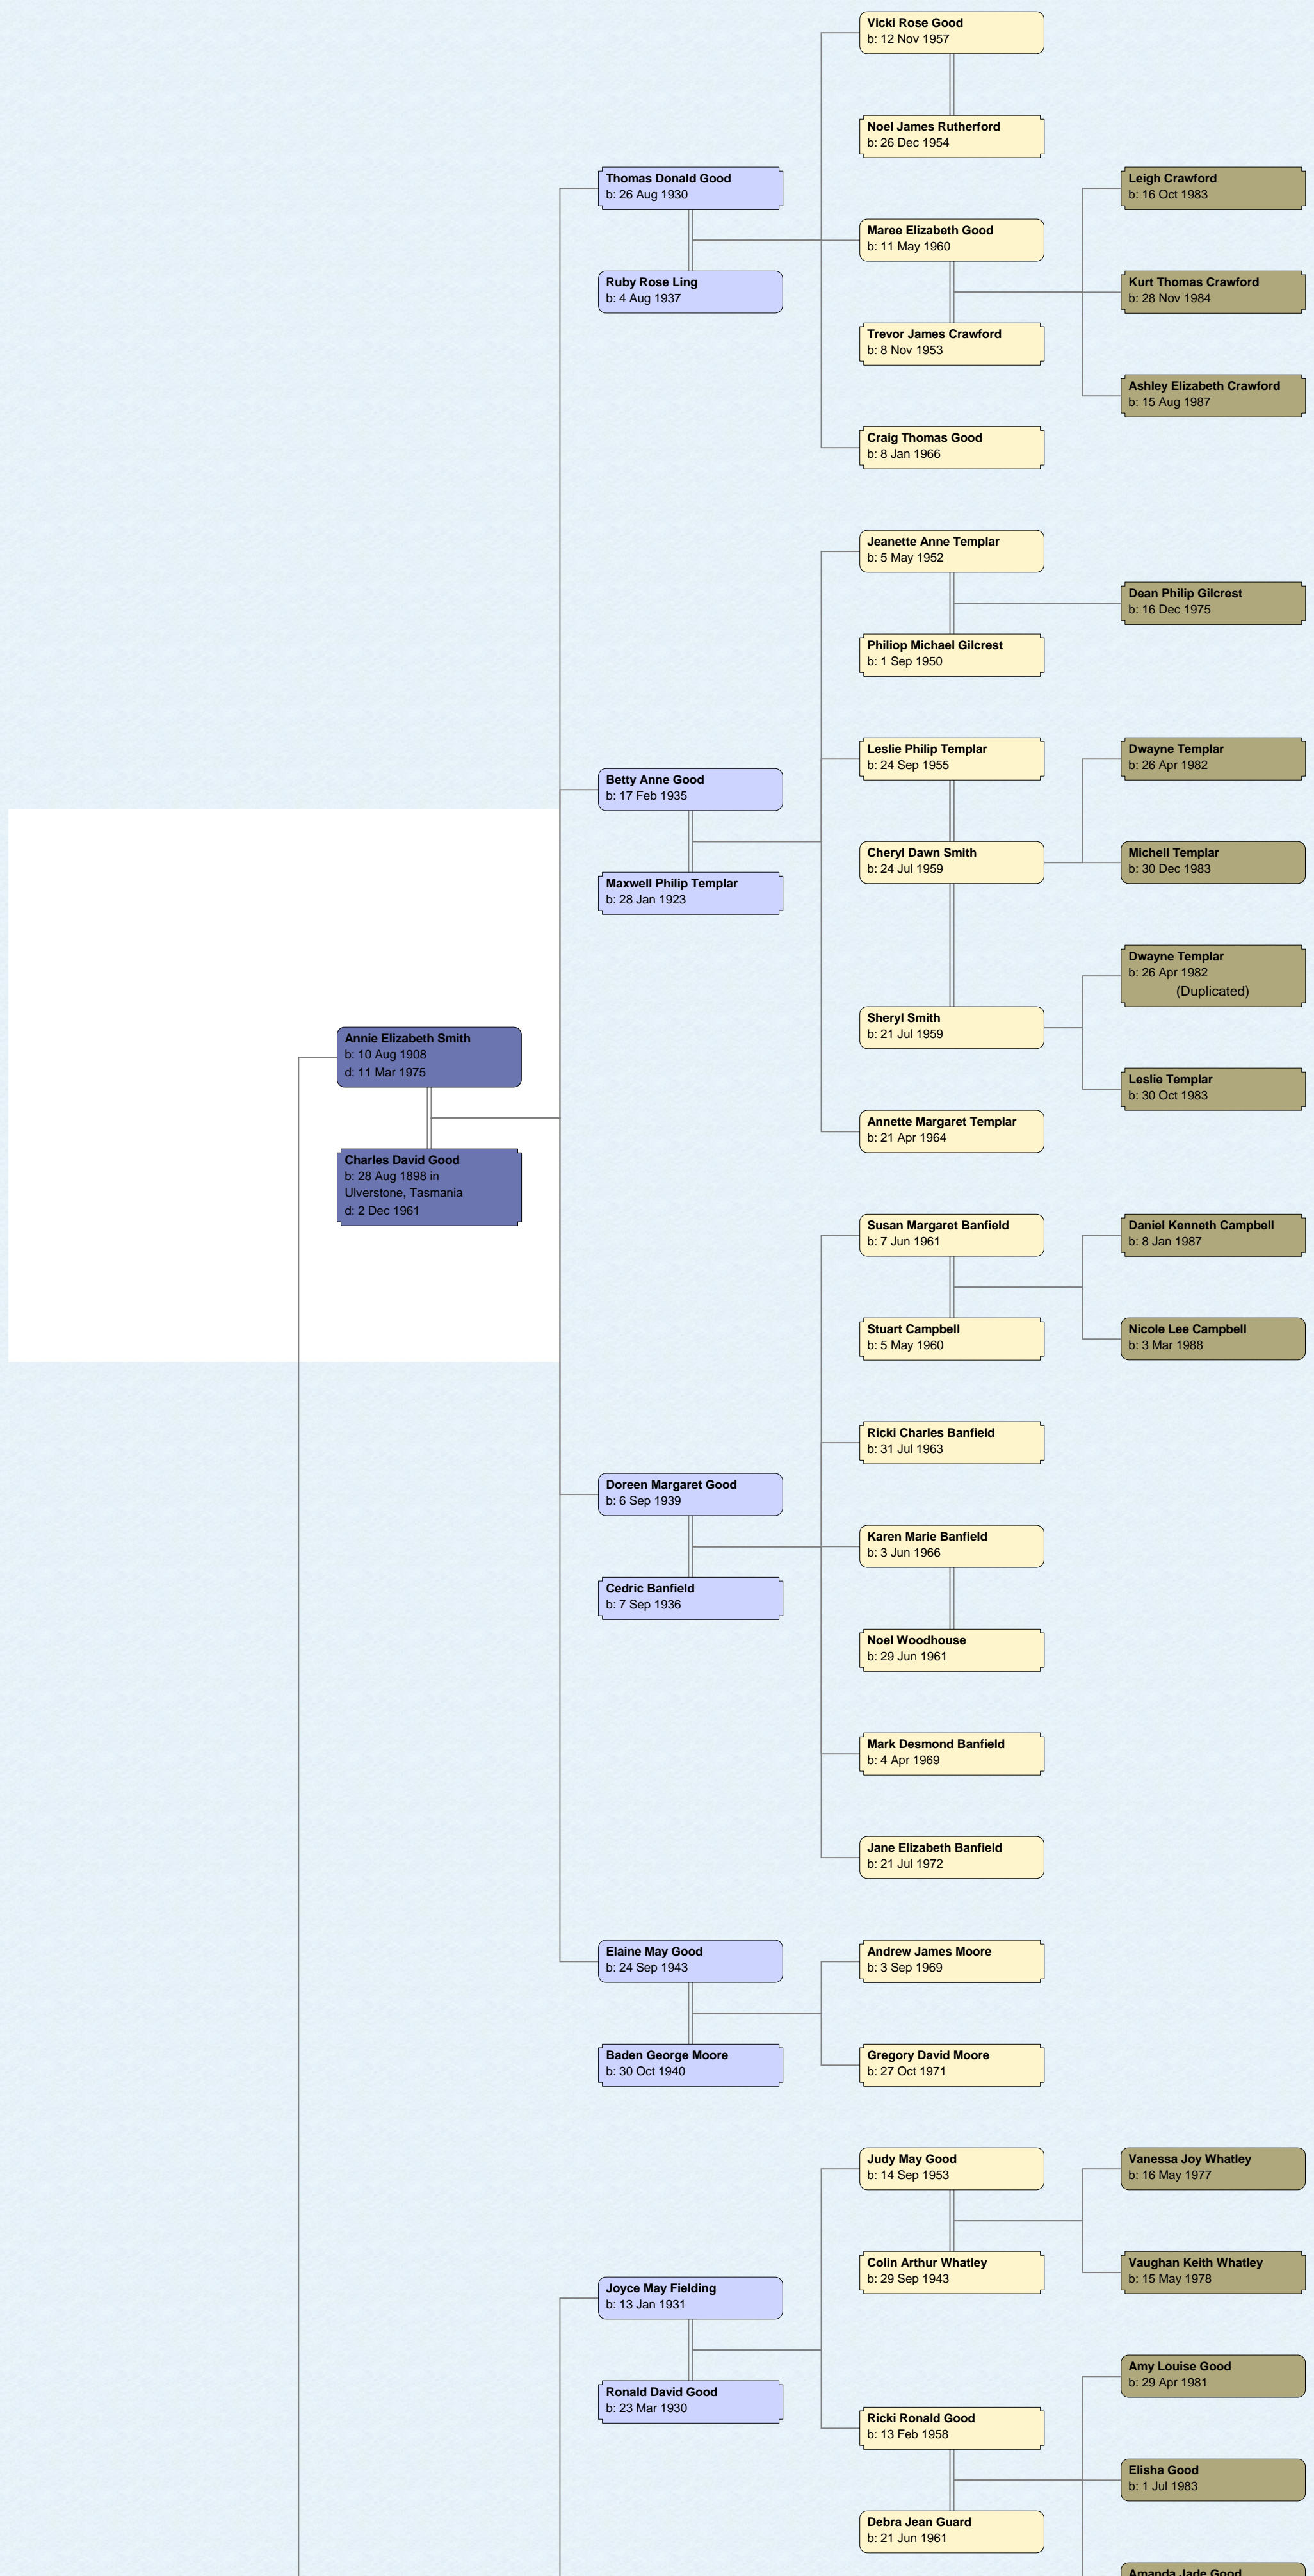 Vicki Rose Good
b: 12 Nov 1957
Noel James Rutherford
b: 26 Dec 1954
Thomas Donald Good
b: 26 Aug 1930
Leigh Crawford
b: 16 Oct 1983
Maree Elizabeth Good
b: 11 May 1960
Ruby Rose Ling
b: 4 Aug 1937
Kurt Thomas Crawford
b: 28 Nov 1984
Trevor James Crawford
b: 8 Nov 1953
Ashley Elizabeth Crawford
b: 15 Aug 1987
Craig Thomas Good
b: 8 Jan 1966
Jeanette Anne Templar
b: 5 May 1952
Dean Philip Gilcrest
b: 16 Dec 1975
Philiop Michael Gilcrest
b: 1 Sep 1950
Leslie Philip Templar
b: 24 Sep 1955
Dwayne Templar
b: 26 Apr 1982
Betty Anne Good
b: 17 Feb 1935
Cheryl Dawn Smith
b: 24 Jul 1959
Michell Templar
b: 30 Dec 1983
Maxwell Philip Templar
b: 28 Jan 1923
Dwayne Templar
b: 26 Apr 1982
(Duplicated)
Sheryl Smith
b: 21 Jul 1959
Annie Elizabeth Smith
b: 10 Aug 1908
d: 11 Mar 1975
Leslie Templar
b: 30 Oct 1983
Annette Margaret Templar
b: 21 Apr 1964
Charles David Good
b: 28 Aug 1898 in
Ulverstone, Tasmania
d: 2 Dec 1961
Susan Margaret Banfield
b: 7 Jun 1961
Daniel Kenneth Campbell
b: 8 Jan 1987
Stuart Campbell
b: 5 May 1960
Nicole Lee Campbell
b: 3 Mar 1988
Ricki Charles Banfield
b: 31 Jul 1963
Doreen Margaret Good
b: 6 Sep 1939
Karen Marie Banfield
b: 3 Jun 1966
Cedric Banfield
b: 7 Sep 1936
Noel Woodhouse
b: 29 Jun 1961
Mark Desmond Banfield
b: 4 Apr 1969
Jane Elizabeth Banfield
b: 21 Jul 1972
Elaine May Good
b: 24 Sep 1943
Andrew James Moore
b: 3 Sep 1969
Baden George Moore
b: 30 Oct 1940
Gregory David Moore
b: 27 Oct 1971
Judy May Good
b: 14 Sep 1953
Vanessa Joy Whatley
b: 16 May 1977
Colin Arthur Whatley
b: 29 Sep 1943
Vaughan Keith Whatley
b: 15 May 1978
Joyce May Fielding
b: 13 Jan 1931
Amy Louise Good
b: 29 Apr 1981
Ronald David Good
b: 23 Mar 1930
Ricki Ronald Good
b: 13 Feb 1958
Elisha Good
b: 1 Jul 1983
Debra Jean Guard
b: 21 Jun 1961
Amanda Jade Good